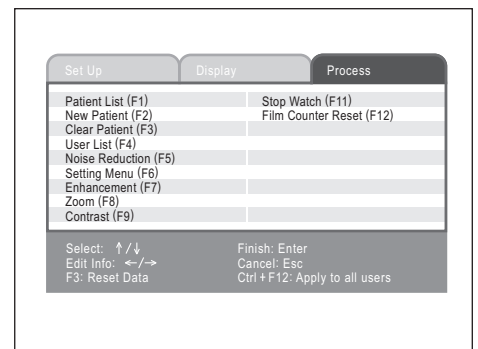 Set Up
Display
Process
Patient List (F1)
New Patient (F2)
Clear Patient (F3)
User List (F4)
Noise Reduction (F5)
Setting Menu (F6)
Enhancement (F7)
Zoom (F8)
Contrast (F9)
Stop Watch (F11)
Film Counter Reset (F12)
Select: ↑/↓
Edit Info: ←/→
F3: Reset Data
Finish: Enter
Cancel: Esc
Ctrl + F12: Apply to all users